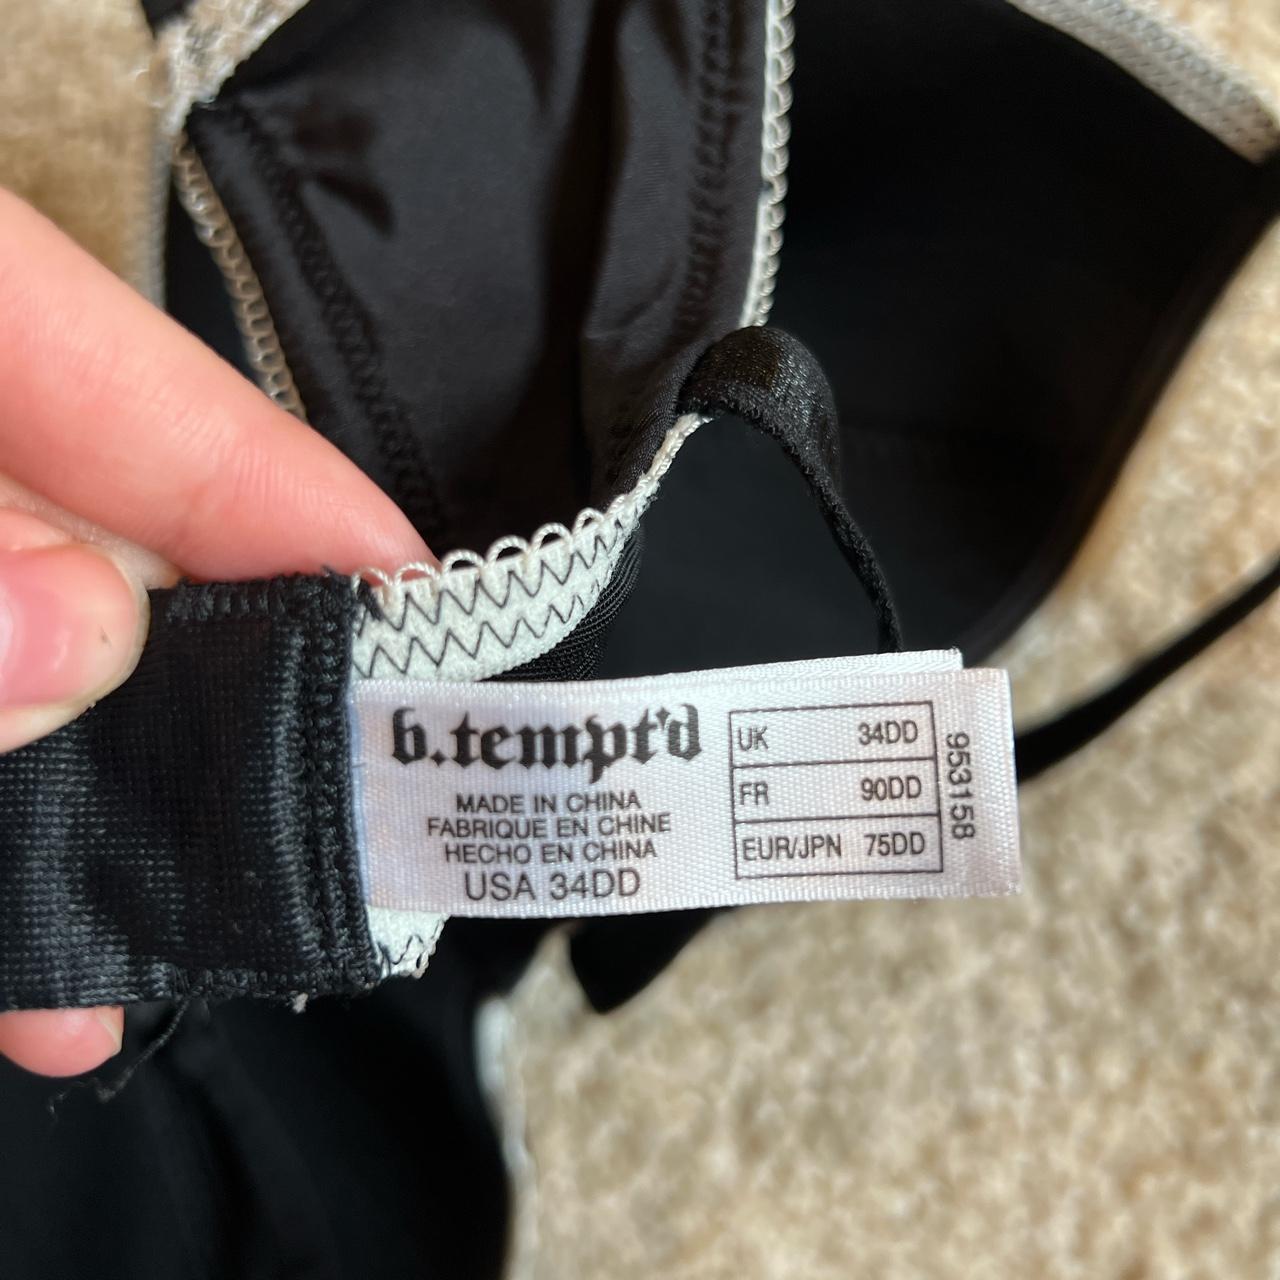 b.tempt'd
MADE IN CHINA
FABRIQUE EN CHINE
HECHO EN CHINA
USA 34DD
UK 34DD
FR 90DD
EUR/JPN 75DD
953158